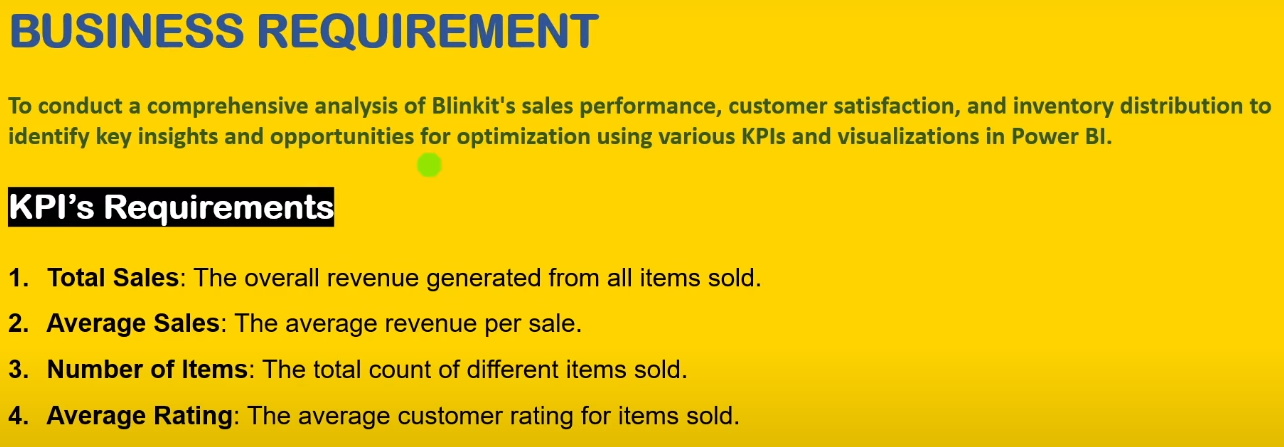 BUSINESS REQUIREMENT
To conduct a comprehensive analysis of Blinkit's sales performance, customer satisfaction, and inventory distribution to
identify key insights and opportunities for optimization using various KPIs and visualizations in Power BI.
KPI’s Requirements
1. Total Sales: The overall revenue generated from all items sold.
2. Average Sales: The average revenue per sale.
3. Number of Items: The total count of different items sold.
4. Average Rating: The average customer rating for items sold.